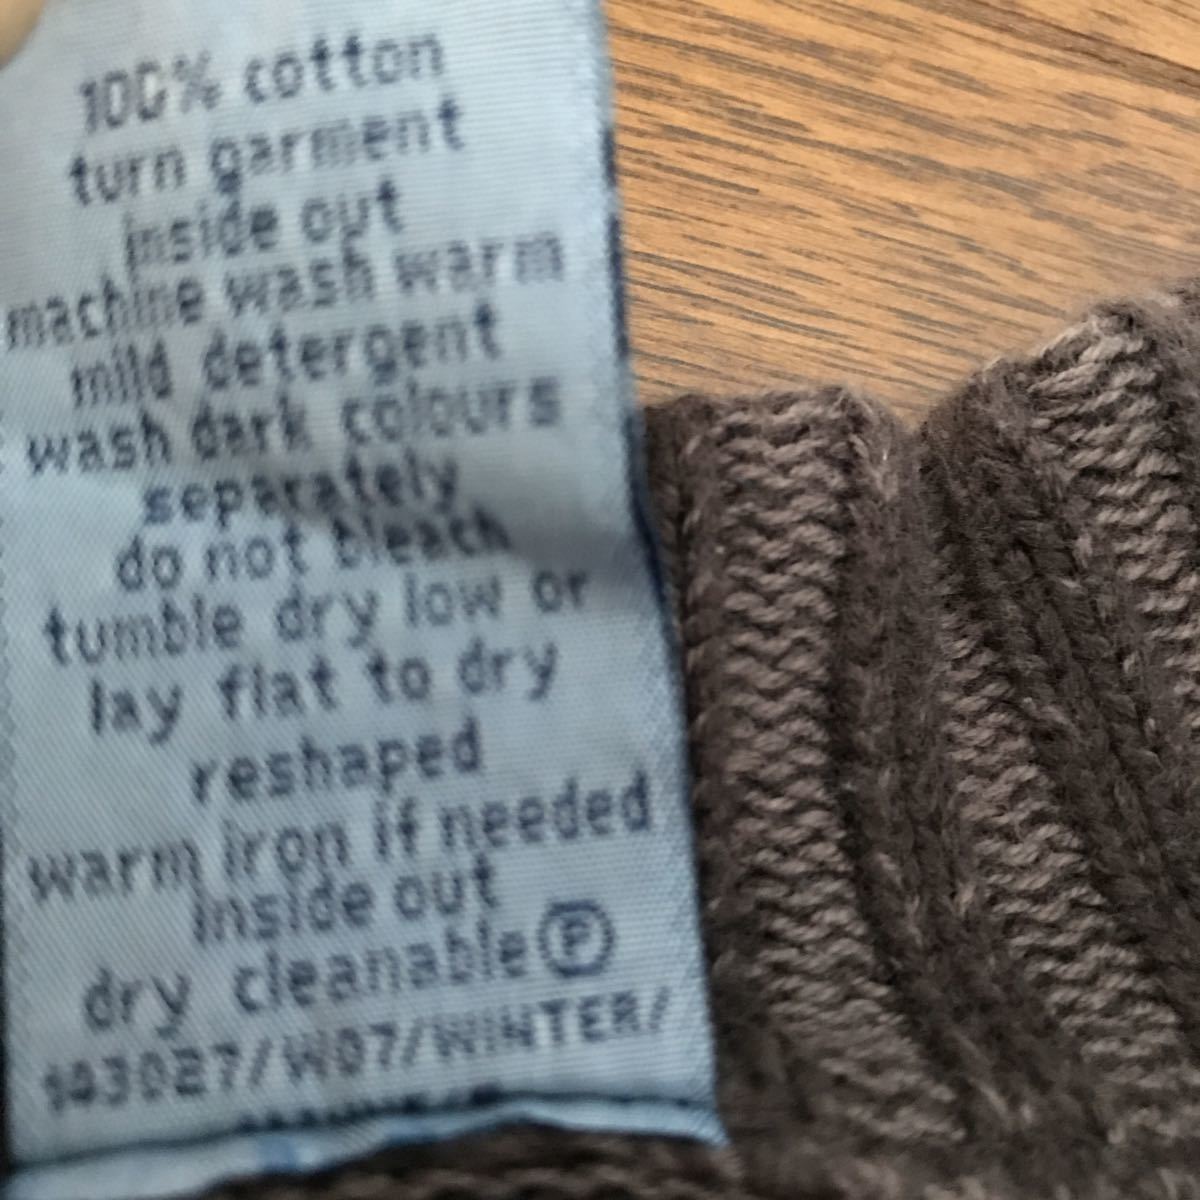 100% cotton
turn garment
inside out
machine wash warm
mild detergent
wash dark colours
separately
do not bleach
tumble dry low or
lay flat to dry
reshaped
warm iron if needed
inside out
dry cleanable Ⓟ
143027/W07/WINTER/